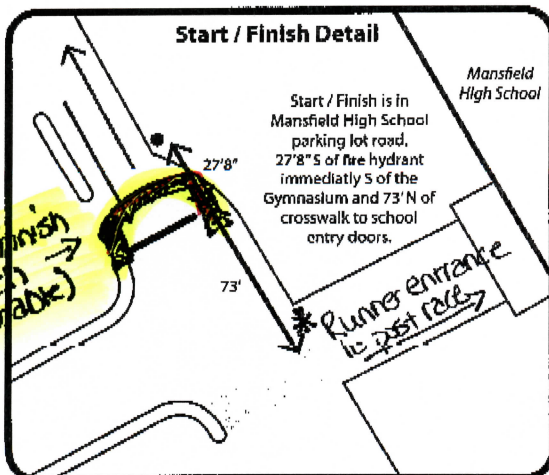 Start / Finish Detail
Mansfield
High School
Start / Finish is in
Mansfield High School
parking lot road,
27'8" S of fire hydrant
immediatly S of the
Gymnasium and 73' N of
crosswalk to school
entry doors.
27'8"
73'
Runner entrance
post race